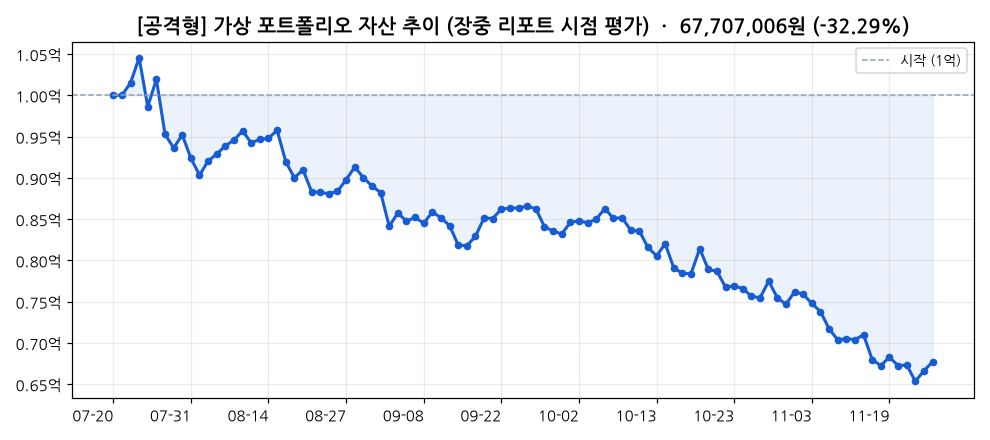 [공격형] 가상 포트폴리오 자산 추이 (장중 리포트 시점 평가) · 67,707,006원 (-32.29%)
시작 (1억)
1.05억
1.00억
0.95억
0.90억
0.85억
0.80억
0.75억
0.70억
0.65억
07-20 07-31 08-14 08-27 09-08 09-22 10-02 10-13 10-23 11-03 11-19